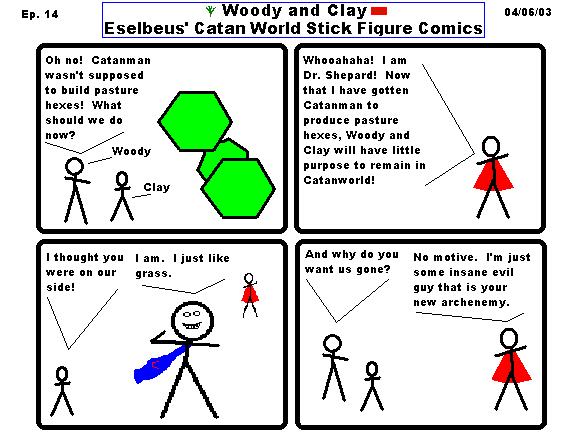 Ep. 14
Woody and Clay
04/06/03
Eselbeus' Catan World Stick Figure Comics
Oh no! Catanman
wasn't supposed
to build pasture
hexes! What
should we do
now?
Woody
Clay
Whooahaha! I am
Dr. Shepard! Now
that I have gotten
Catanman to
produce pasture
hexes, Woody and
Clay will have little
purpose to remain in
Catanworld!
I thought you
were on our
side!
I am. I just like
grass.
And why do you
want us gone?
No motive. I'm just
some insane evil
guy that is your
new archenemy.